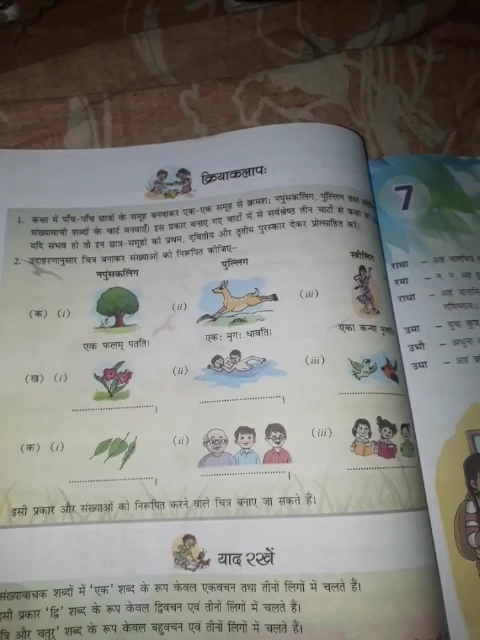 क्रियाकलापः
1. कक्षा में पाँच-पाँच छात्रों के समूह बनवाकर एक-एक समूह से क्रमशः नपुंसकलिंग, पुंल्लिग तथा
संख्यावाची शब्दों के चार्ट बनवाएँ। इस प्रकार बनाए गए चार्टों में से सर्वश्रेष्ठ तीन चार्टों से कक्षा
यदि संभव हो तो इन छात्र-समूहों को प्रथम, द्वितीय और तृतीय पुरस्कार देकर प्रोत्साहित करें।
2. उदाहरणानुसार चित्र बनाकर संख्याओं को निरूपित कीजिए–
नपुंसकलिंग पुंल्लिग स्त्रीलिंग
(क) (i) (ii) (iii)
एकं फलम् पतति। एकः मृगः धावति। एका कन्या
(ख) (i) (ii) (iii)
(क) (i) (ii) (iii)
इसी प्रकार और संख्याओं को निरूपित करने वाले चित्र बनाए जा सकते हैं।
याद रखें
संख्यावाचक शब्दों में 'एक' शब्द के रूप केवल एकवचन तथा तीनों लिंगों में चलते हैं।
इसी प्रकार 'द्वि' शब्द के रूप केवल द्विवचन एवं तीनों लिंगों में चलते हैं।
त्रि और चतुर्' शब्द के रूप केवल बहुवचन एवं तीनों लिंगों में चलते हैं।
7
राधा –
रमा – न, न,
राधा –
उमा –
उभौ – अधुना
उमा –